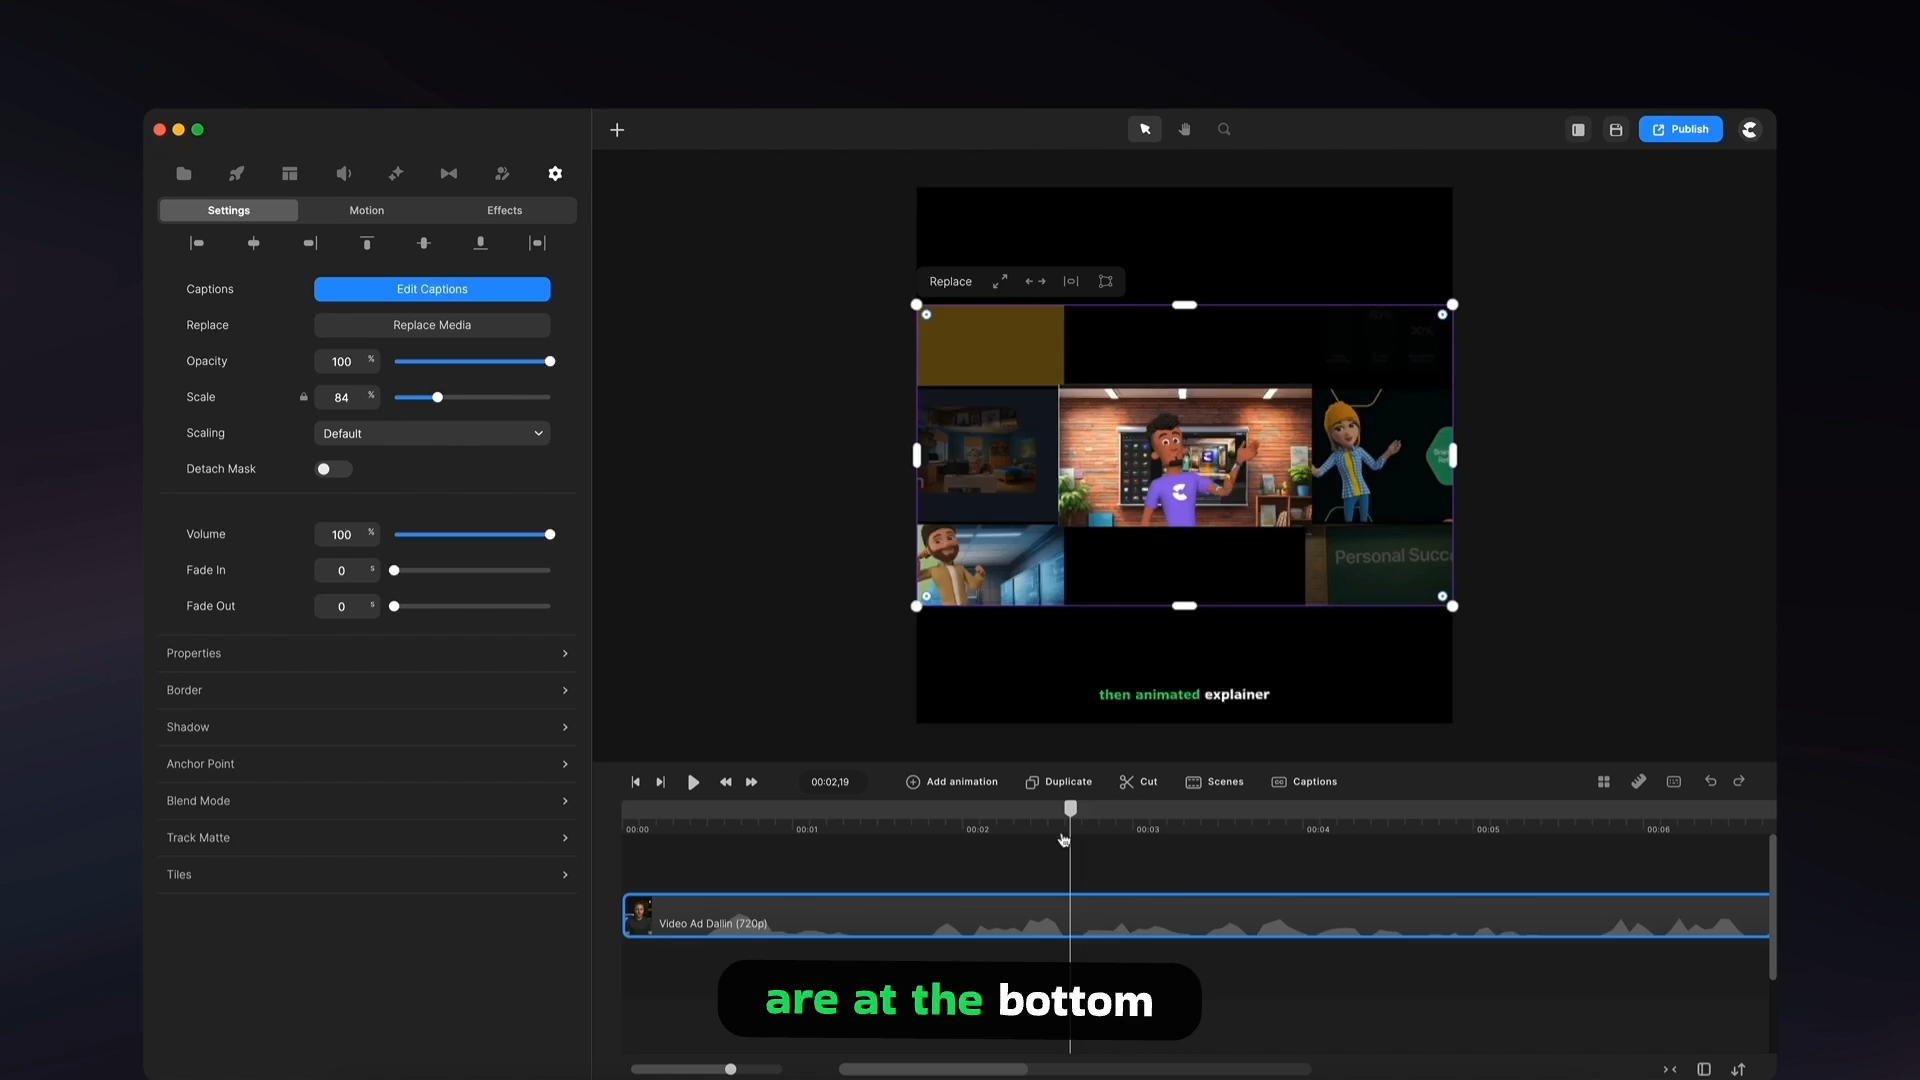 Publish
Settings
Motion
Effects
Captions
Edit Captions
Replace
Replace Media
Opacity
100 %
Scale
84 %
Scaling
Default
Detach Mask
Volume
100 %
Fade In
0 s
Fade Out
0 s
Properties
Border
Shadow
Anchor Point
Blend Mode
Track Matte
Tiles
Replace
30%
Personal Succ
then animated explainer
00:02,19
Add animation
Duplicate
Cut
Scenes
Captions
00:00
00:01
00:02
00:03
00:04
00:05
00:06
Video Ad Dallin (720p)
are at the bottom